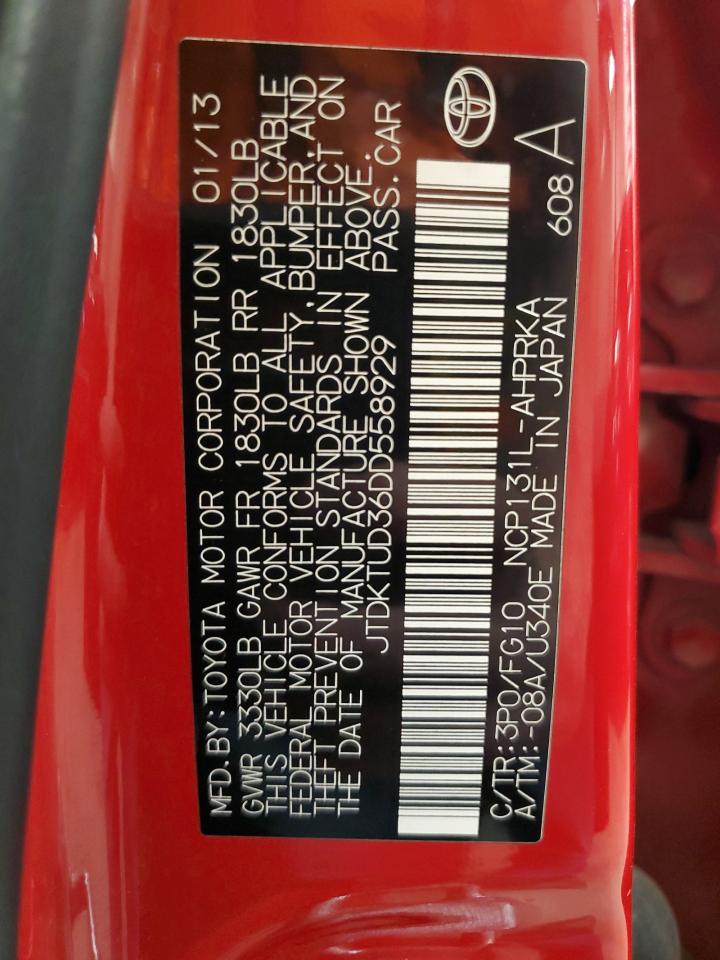 MFD.BY:TOYOTA MOTOR CORPORATION 01/13
GVWR 3330LB GAWR FR 1830LB RR 1830LB
THIS VEHICLE CONFORMS TO ALL APPLICABLE
FEDERAL MOTOR VEHICLE SAFETY,BUMPER,AND
THEFT PREVENTION STANDARDS IN EFFECT ON
THE DATE OF MANUFACTURE SHOWN ABOVE.
JTDKTUD36DD558929 PASS.CAR
C/TR:3P0/FG10 NCP131L-AHPRKA 608A
A/TM:-08A/U340E MADE IN JAPAN